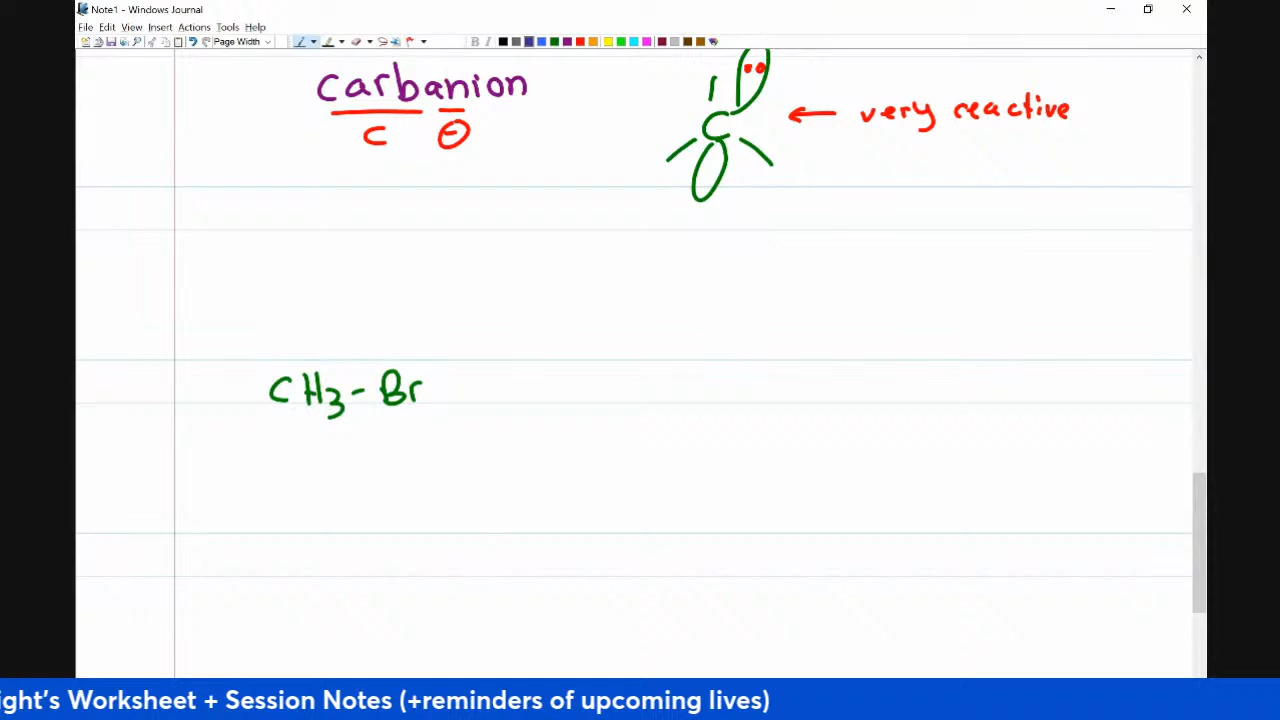 Note1 - Windows Journal
File Edit View Insert Actions Tools Help
Page Width B I
carbanion
C ⊖
C
← very reactive
CH3-Br
ight's Worksheet + Session Notes (+reminders of upcoming lives)